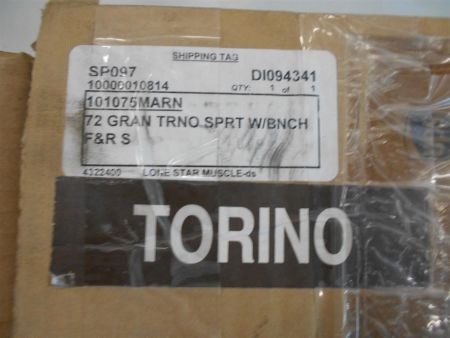 SHIPPING TAG
SP097 DI094341
10000010814 QTY: 1 of 1
101075MARN
72 GRAN TRNO SPRT W/BNCH
F&R S
4322400 LONE STAR MUSCLE-ds
TORINO